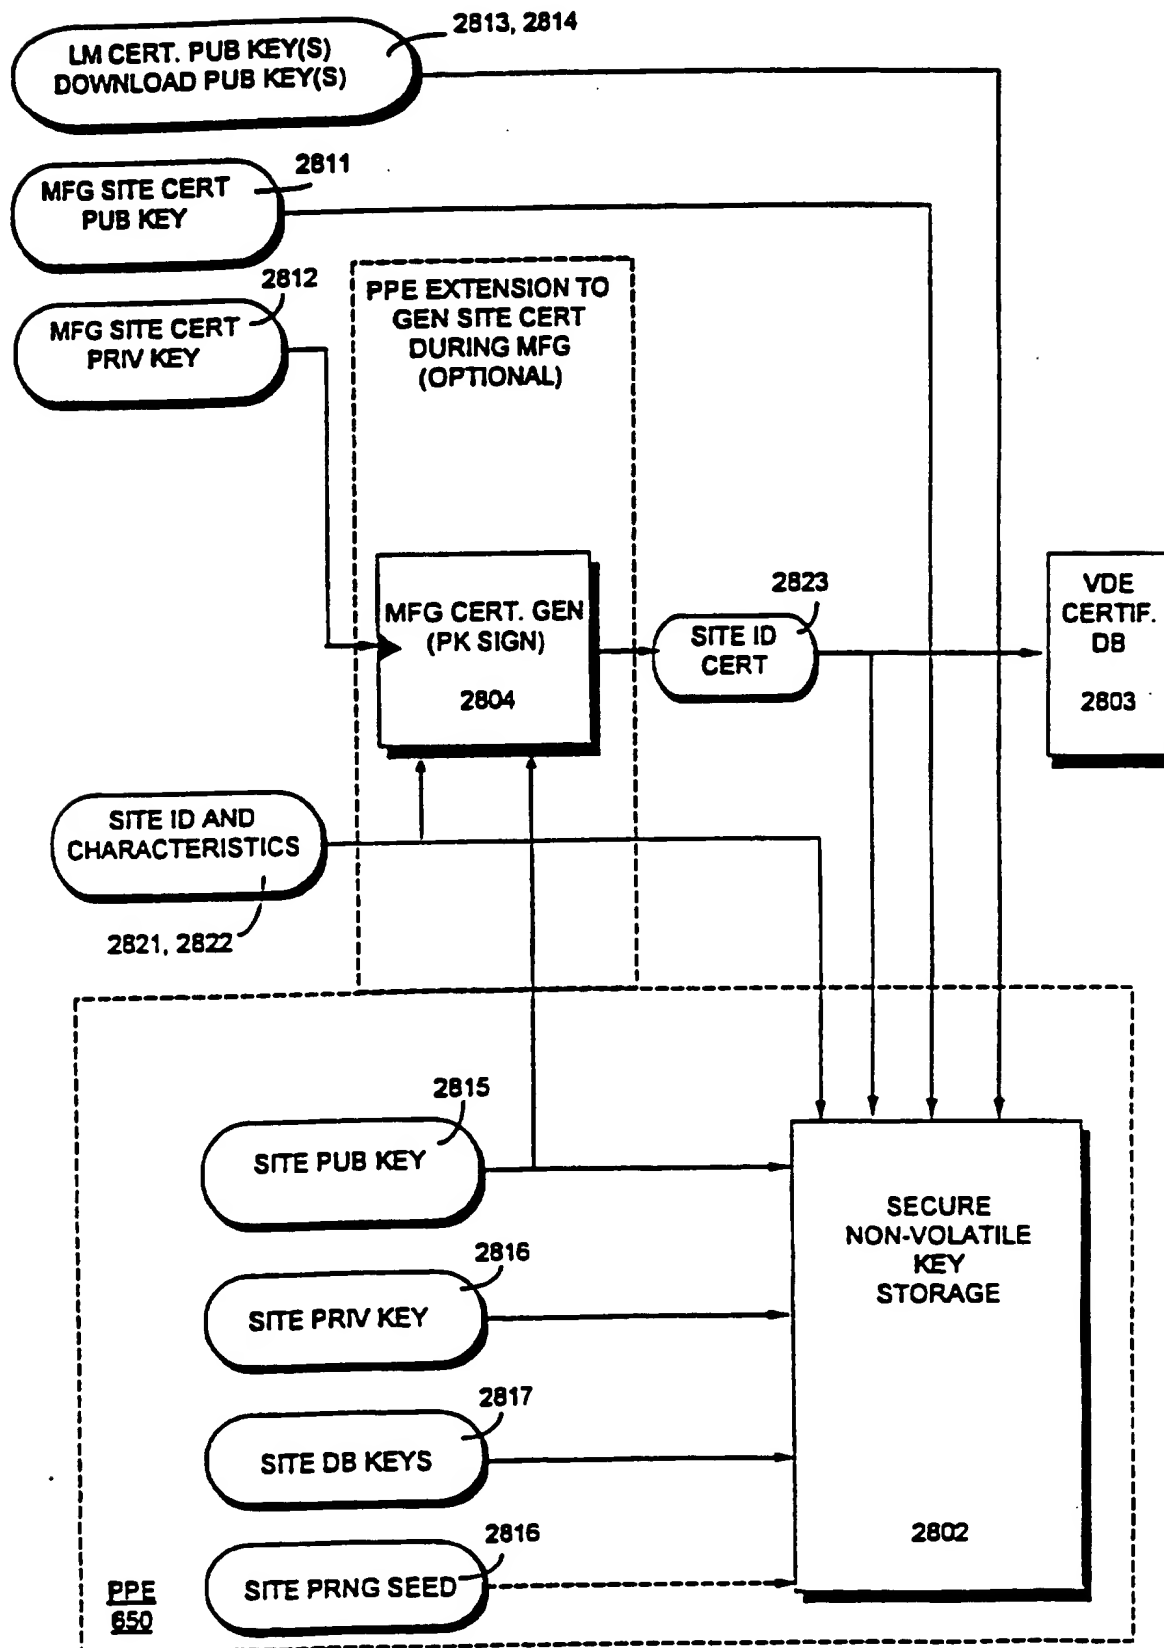 2813, 2814
LM CERT. PUB KEY(S)
DOWNLOAD PUB KEY(S)
2811
MFG SITE CERT
PUB KEY
2812
MFG SITE CERT
PRIV KEY
PPE EXTENSION TO
GEN SITE CERT
DURING MFG
(OPTIONAL)
MFG CERT. GEN
(PK SIGN)
2804
2823
SITE ID
CERT
VDE
CERTIF.
DB
2803
SITE ID AND
CHARACTERISTICS
2821, 2822
2815
SITE PUB KEY
2816
SITE PRIV KEY
2817
SITE DB KEYS
2816
SITE PRNG SEED
SECURE
NON-VOLATILE
KEY
STORAGE
2802
PPE
650